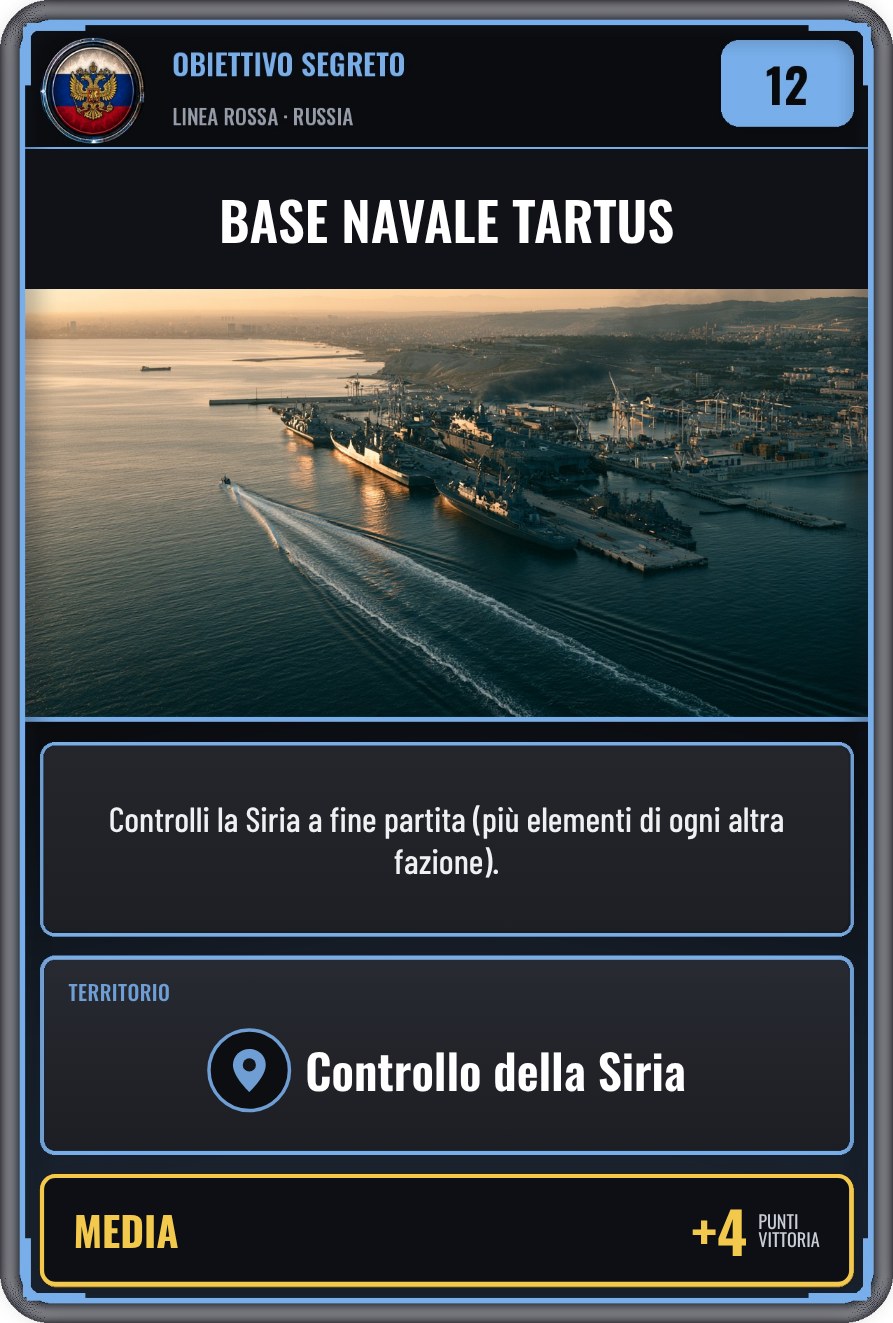 OBIETTIVO SEGRETO
LINEA ROSSA · RUSSIA
12
BASE NAVALE TARTUS
Controlli la Siria a fine partita (più elementi di ogni altra
fazione).
TERRITORIO
Controllo della Siria
MEDIA
+4
PUNTI
VITTORIA